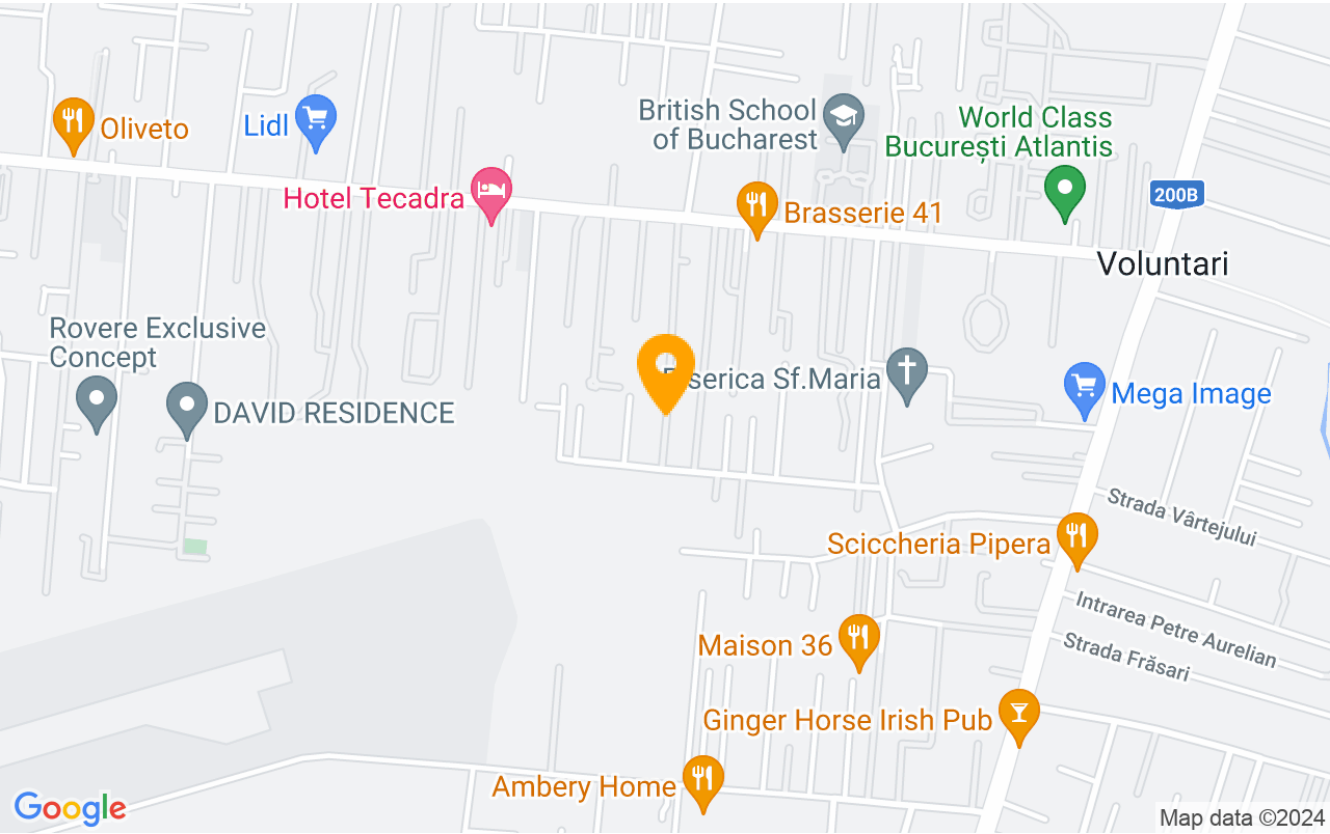 Oliveto
Lidl
British School
of Bucharest
World Class
București Atlantis
Hotel Tecadra
Brasserie 41
200B
Voluntari
Rovere Exclusive
Concept
DAVID RESIDENCE
serica Sf.Maria
Mega Image
Strada Vârtejului
Sciccheria Pipera
Intrarea Petre Aurelian
Strada Frăsari
Maison 36
Ginger Horse Irish Pub
Ambery Home
Google
Map data ©2024